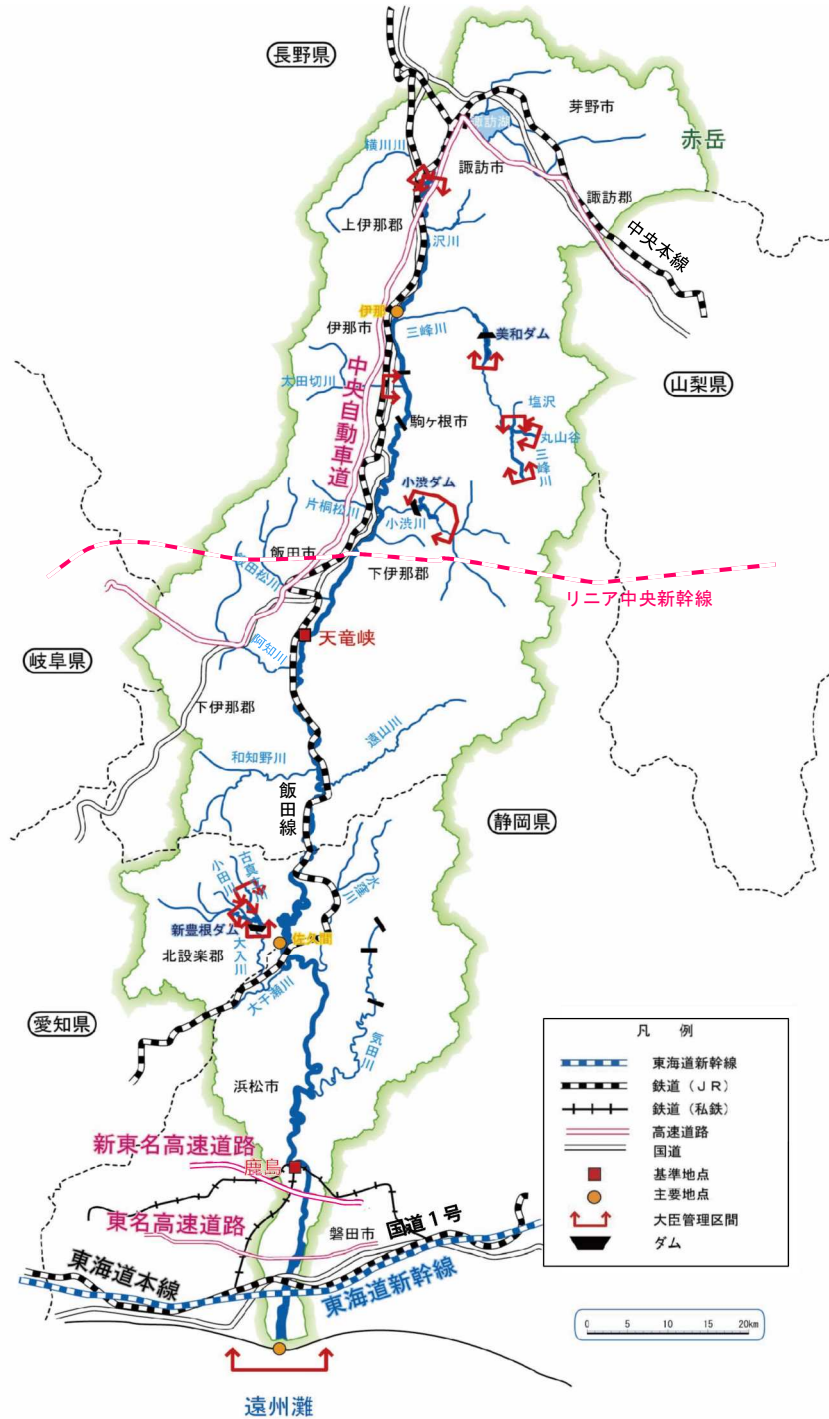 長野県
芽野市
諏訪湖
赤岳
横川川
諏訪市
諏訪郡
上伊那郡
沢川
中央本線
伊那
伊那市
三峰川
美和ダム
山梨県
中央自動車道
太田切川
塩沢
駒ヶ根市
丸山谷
三峰川
小渋ダム
片桐松川
小渋川
飯田市
飯田松川
下伊那郡
リニア中央新幹線
天竜峡
阿知川
岐阜県
下伊那郡
遠山川
和知野川
飯田線
静岡県
小田川
水窪川
新豊根ダム
佐久間
北設楽郡
大入川
大千瀬川
愛知県
気田川
浜松市
新東名高速道路
鹿島
東名高速道路
磐田市
国道1号
東海道本線
東海道新幹線
遠州灘
凡 例
東海道新幹線
鉄道(JR)
鉄道(私鉄)
高速道路
国道
基準地点
主要地点
大臣管理区間
ダム
0 5 10 15 20km